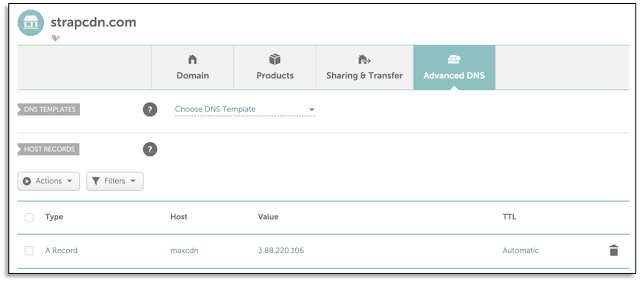 strapcdn.com
Domain
Products
Sharing & Transfer
Advanced DNS
DNS TEMPLATES
?
Choose DNS Template
HOST RECORDS
?
Actions
Filters
Type Host Value TTL
A Record maxcdn 3.88.220.106 Automatic